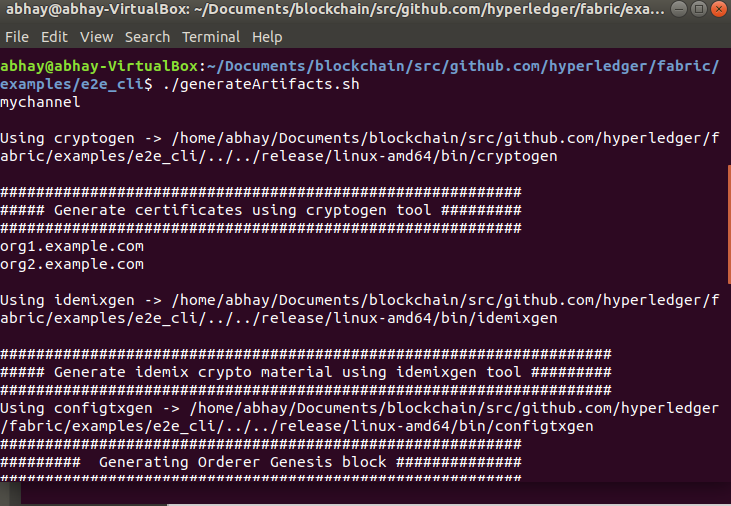 abhay@abhay-VirtualBox: ~/Documents/blockchain/src/github.com/hyperledger/fabric/exa...
File Edit View Search Terminal Help
abhay@abhay-VirtualBox:~/Documents/blockchain/src/github.com/hyperledger/fabric/
examples/e2e_cli$ ./generateArtifacts.sh
mychannel
Using cryptogen -> /home/abhay/Documents/blockchain/src/github.com/hyperledger/f
abric/examples/e2e_cli/../../release/linux-amd64/bin/cryptogen
##########################################################
##### Generate certificates using cryptogen tool #########
##########################################################
org1.example.com
org2.example.com
Using idemixgen -> /home/abhay/Documents/blockchain/src/github.com/hyperledger/f
abric/examples/e2e_cli/../../release/linux-amd64/bin/idemixgen
####################################################################
##### Generate idemix crypto material using idemixgen tool #########
####################################################################
Using configtxgen -> /home/abhay/Documents/blockchain/src/github.com/hyperledger
/fabric/examples/e2e_cli/../../release/linux-amd64/bin/configtxgen
##########################################################
#########  Generating Orderer Genesis block ##############
##########################################################